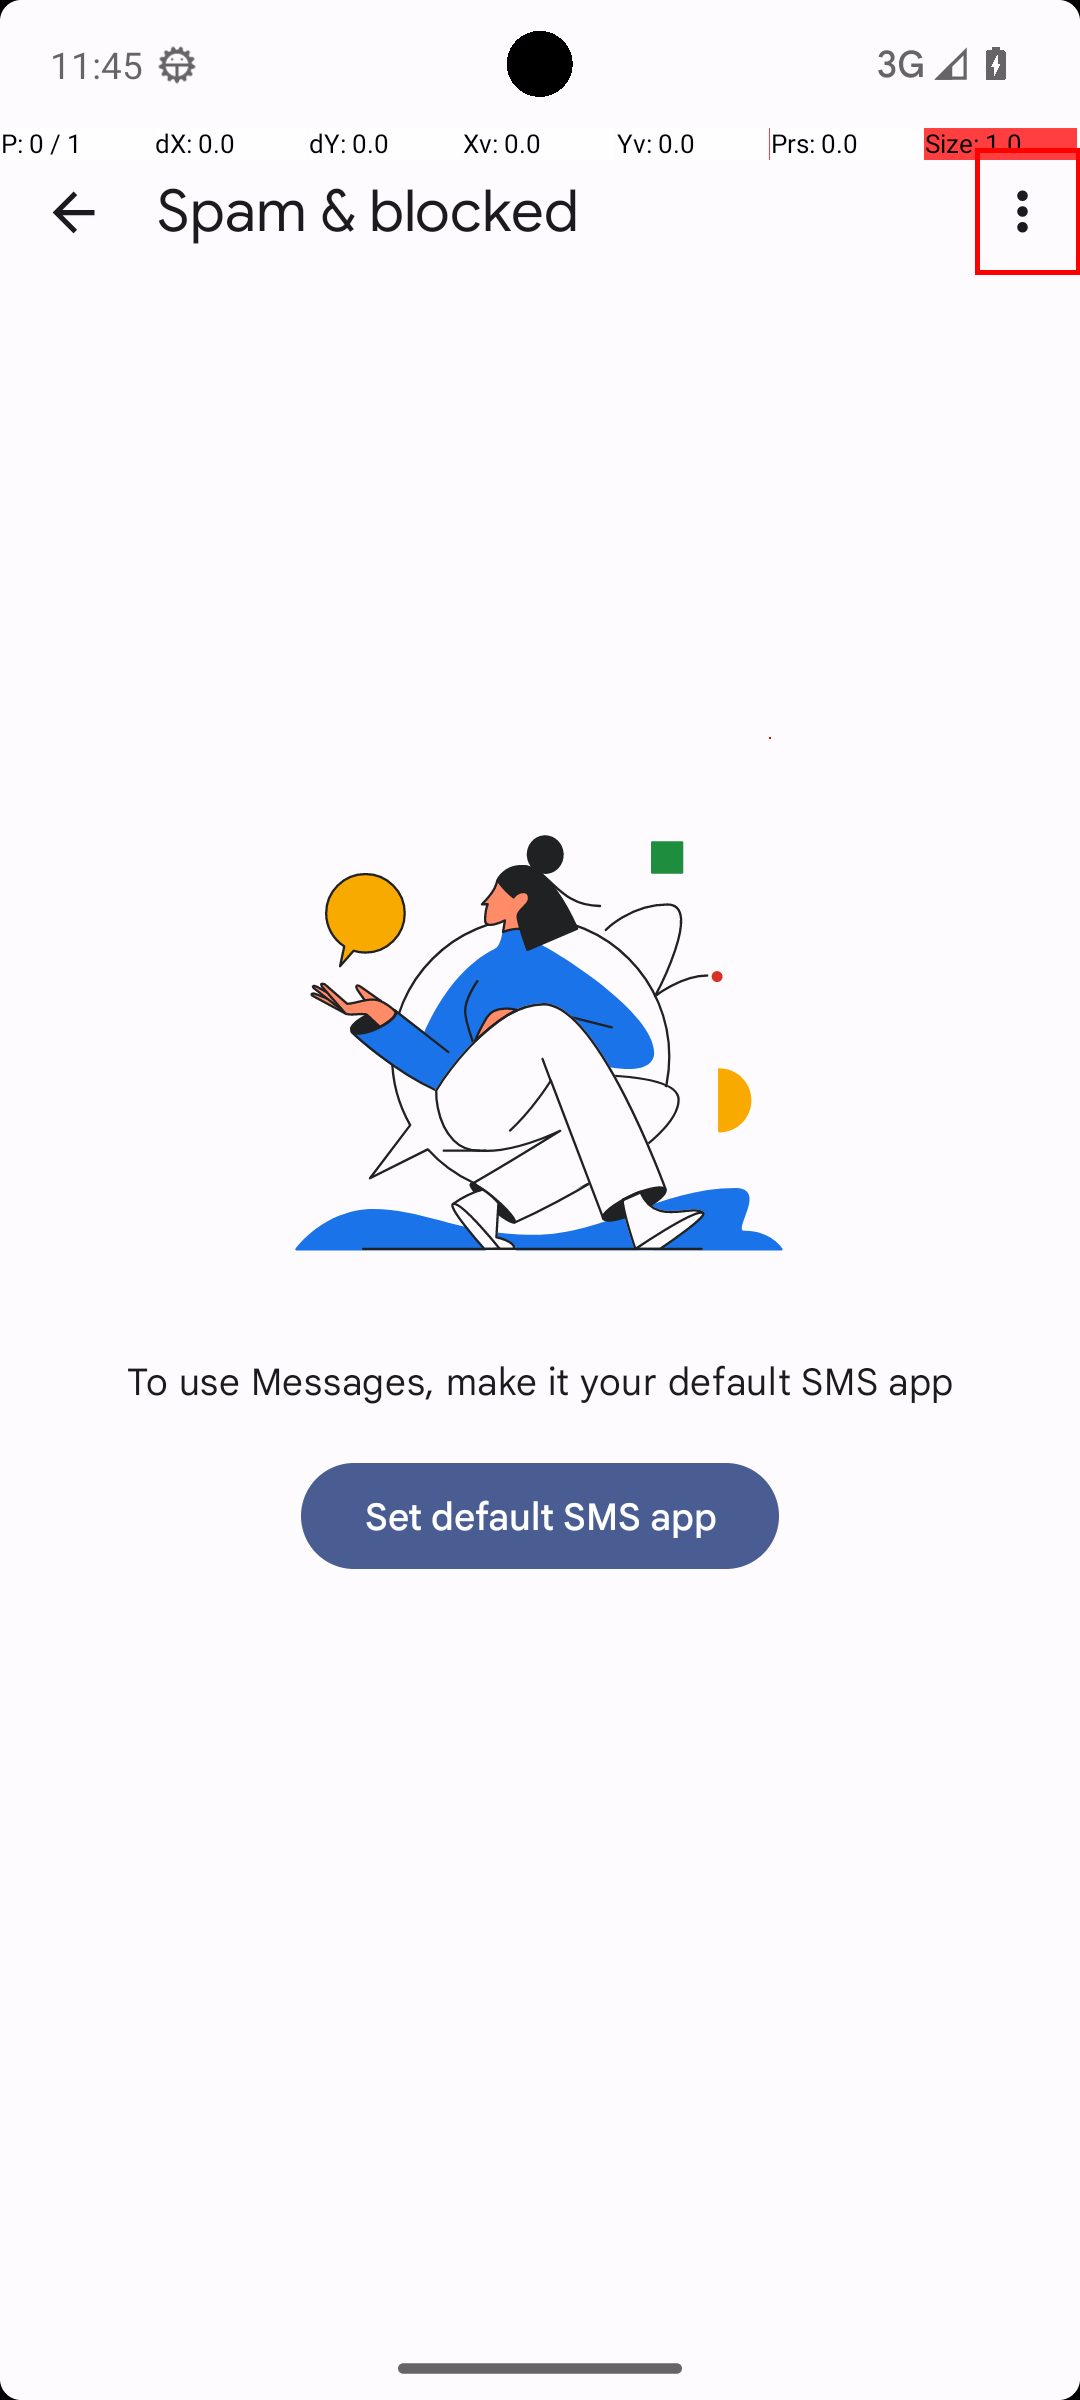 11:45
3G
P: 0 / 1 dX: 0.0 dY: 0.0 Xv: 0.0 Yv: 0.0 Prs: 0.0 Size: 1.0
Spam & blocked
To use Messages, make it your default SMS app
Set default SMS app